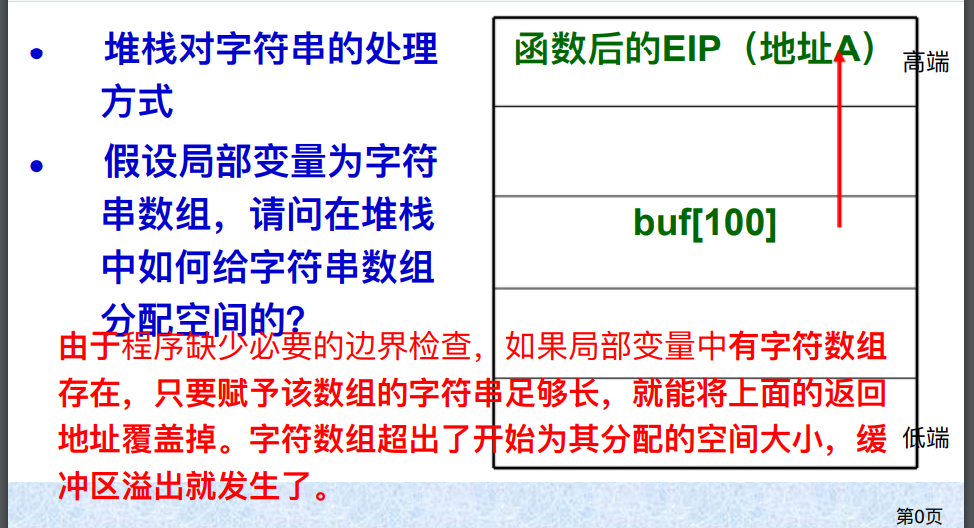 • 堆栈对字符串的处理
方式
• 假设局部变量为字符
串数组，请问在堆栈
中如何给字符串数组
分配空间的?
函数后的EIP（地址A）
高端
buf[100]
由于程序缺少必要的边界检查，如果局部变量中有字符数组
存在，只要赋予该数组的字符串足够长，就能将上面的返回
地址覆盖掉。字符数组超出了开始为其分配的空间大小，缓
冲区溢出就发生了。
低端
第0页